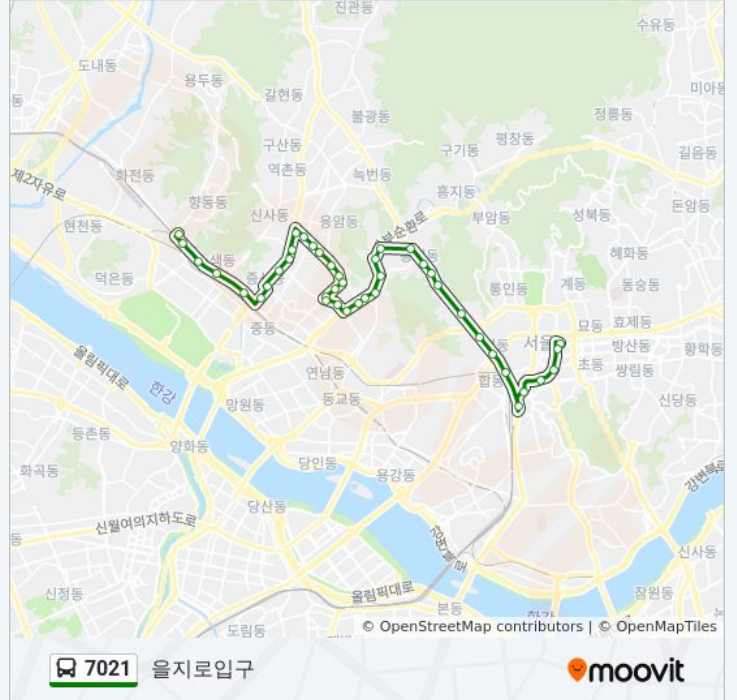 진관동
수유동
도내동
용두동
갈현동
미아동
동
불광동
정릉동
평창동
구산동
구기동
길음동
역촌동
녹번동
화전동
제2자유로
향동동
홍지동
돈암동
신사동
응암동
부암동
성북동
현천동
혜화동
덕은동
통인동
계동
동숭동
중동
묘동
효제동
방산동
황학동
초동
쌍림동
연남동
합동
올림픽대로
한강
동교동
망원동
신당동
등촌동
양화동
당인동
용강동
화곡동
강변북로
당산동
신월여의지하도로
동
신사동
신정동
올림픽대로
본동
잠원동
한강
도림동
© OpenStreetMap contributors | © OpenMapTiles
7021 을지로입구
moovit